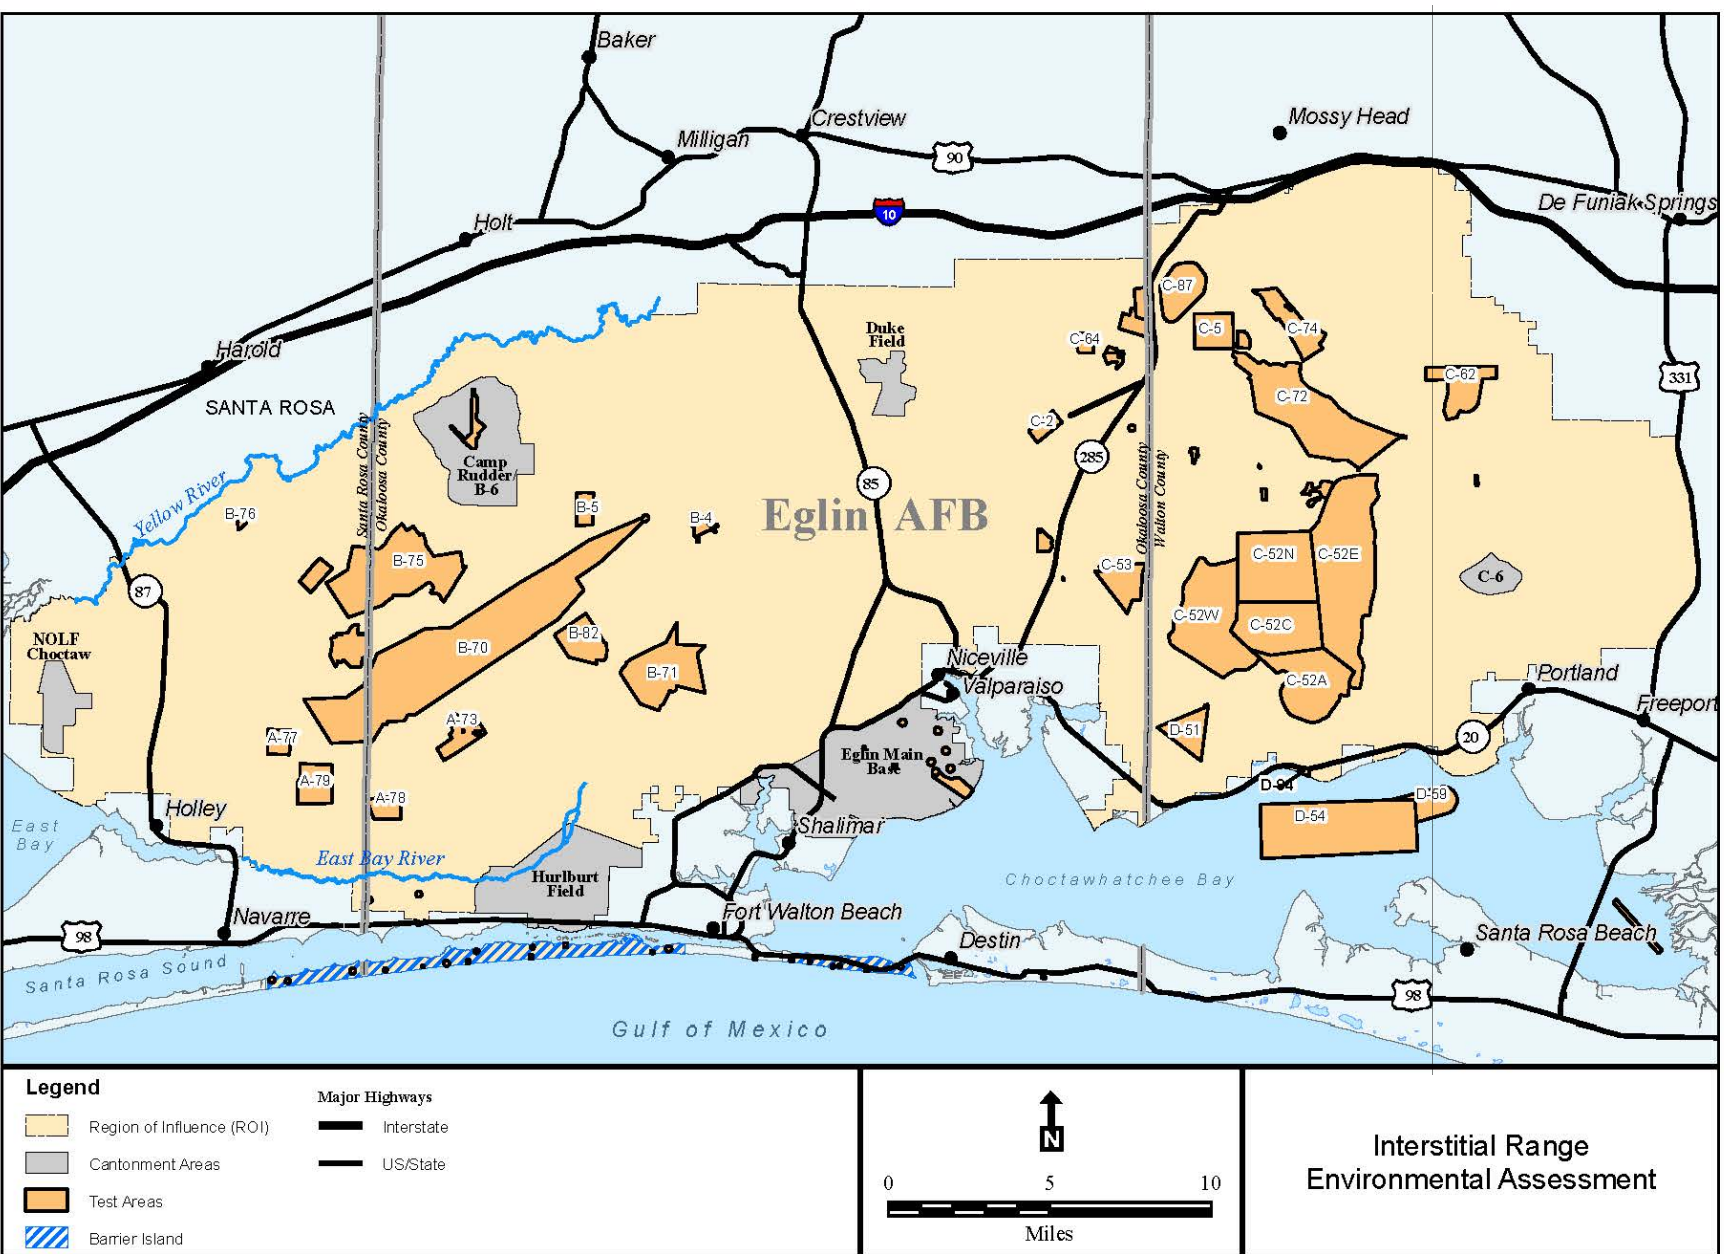 Baker
Crestview
Mossy Head
Milligan
90
De Funiak Springs
10
Holt
C-87
Duke
Field
C-5
C-74
C-64
Harold
C-62
331
SANTA ROSA
C-72
C-2
Santa Rosa County
Okaloosa County
285
Camp
Rudder/
B-6
Okaloosa County
Walton County
85
Yellow River
B-76
B-5
B-4
Eglin AFB
C-52N
C-52E
B-75
C-53
C-6
87
C-52W
C-52C
NOLF
Choctaw
B-82
B-70
Niceville
B-71
Valparaiso
C-52A
Portland
Freeport
A-73
D-51
A-77
20
Eglin Main
Base
A-79
D-84
A-78
D-59
Holley
D-54
East
Bay
Shalimar
East Bay River
Hurlburt
Field
Choctawhatchee Bay
Navarre
Fort Walton Beach
98
Destin
Santa Rosa Beach
Santa Rosa Sound
98
Gulf of Mexico
Legend
Major Highways
Region of Influence (ROI)
Interstate
Cantonment Areas
US/State
Test Areas
Barrier Island
N
0 5 10
Miles
Interstitial Range
Environmental Assessment